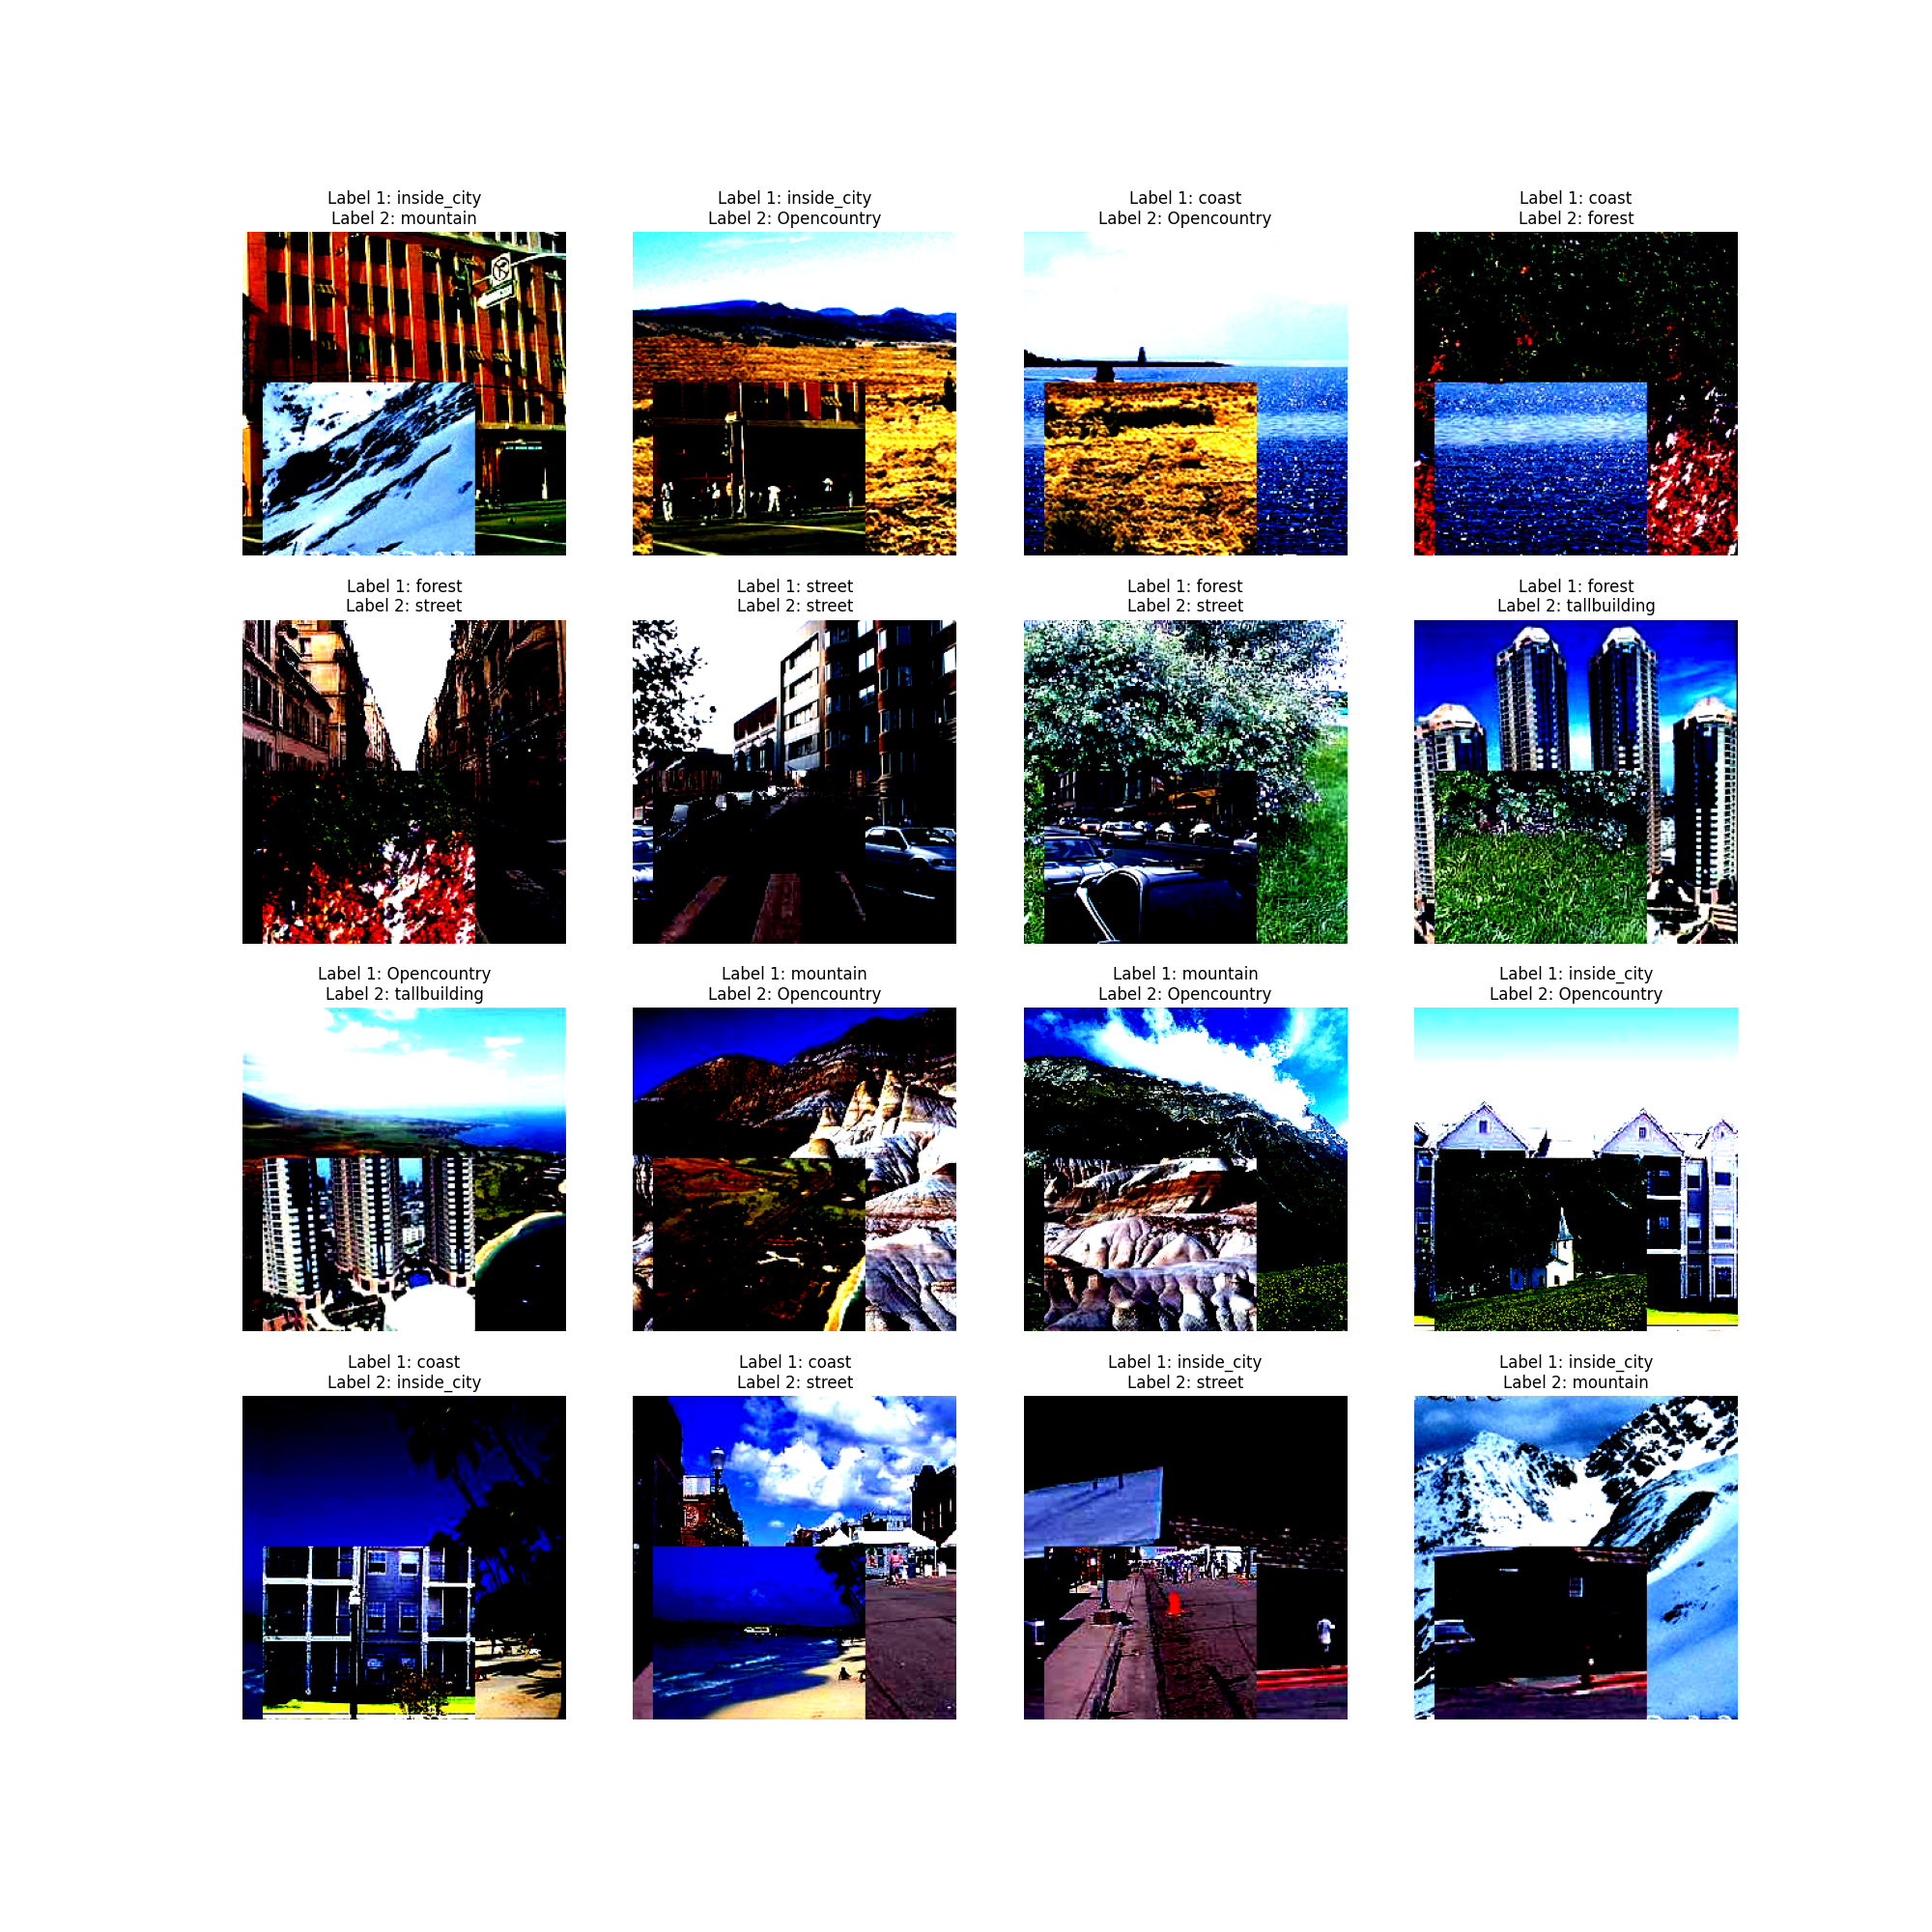 Label 1: inside_city
Label 2: mountain
Label 1: inside_city
Label 2: Opencountry
Label 1: coast
Label 2: Opencountry
Label 1: coast
Label 2: forest
Label 1: forest
Label 2: street
Label 1: street
Label 2: street
Label 1: forest
Label 2: street
Label 1: forest
Label 2: tallbuilding
Label 1: Opencountry
Label 2: tallbuilding
Label 1: mountain
Label 2: Opencountry
Label 1: mountain
Label 2: Opencountry
Label 1: inside_city
Label 2: Opencountry
Label 1: coast
Label 2: inside_city
Label 1: coast
Label 2: street
Label 1: inside_city
Label 2: street
Label 1: inside_city
Label 2: mountain